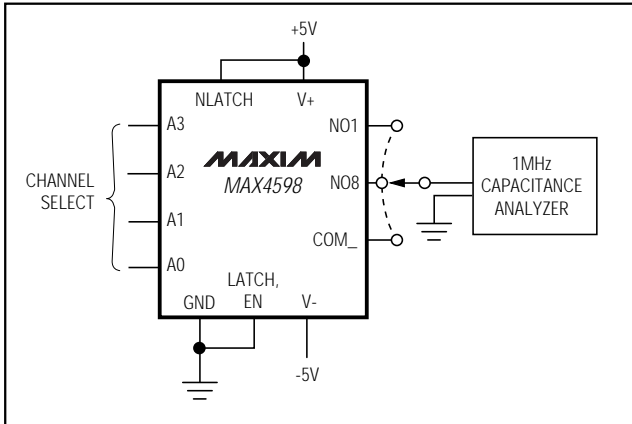 +5V
NLATCH V+
A3
A2
A1
A0
CHANNEL
SELECT
MAXIM
MAX4598
NO1
NO8
COM_
1MHz
CAPACITANCE
ANALYZER
LATCH,
GND EN V-
-5V